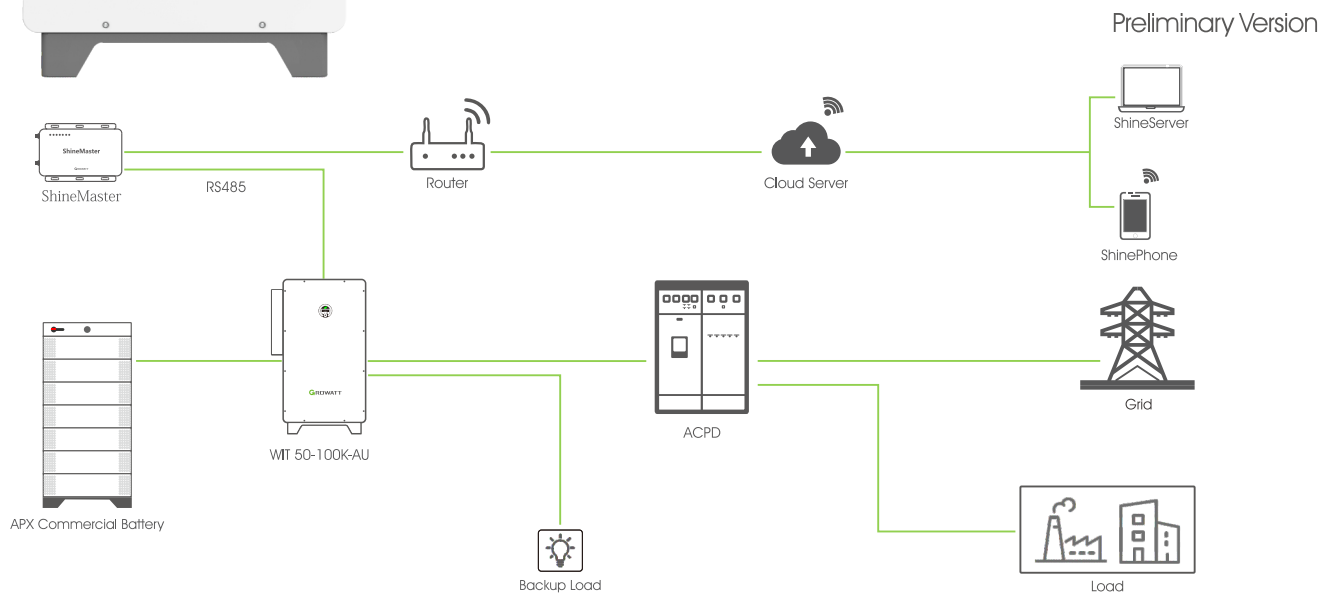 Preliminary Version
ShineServer
ShineMaster
GROWATT
ShineMaster
RS485
Router
Cloud Server
ShinePhone
GROWATT
WIT 50-100K-AU
ACPD
Grid
APX Commercial Battery
Backup Load
Load